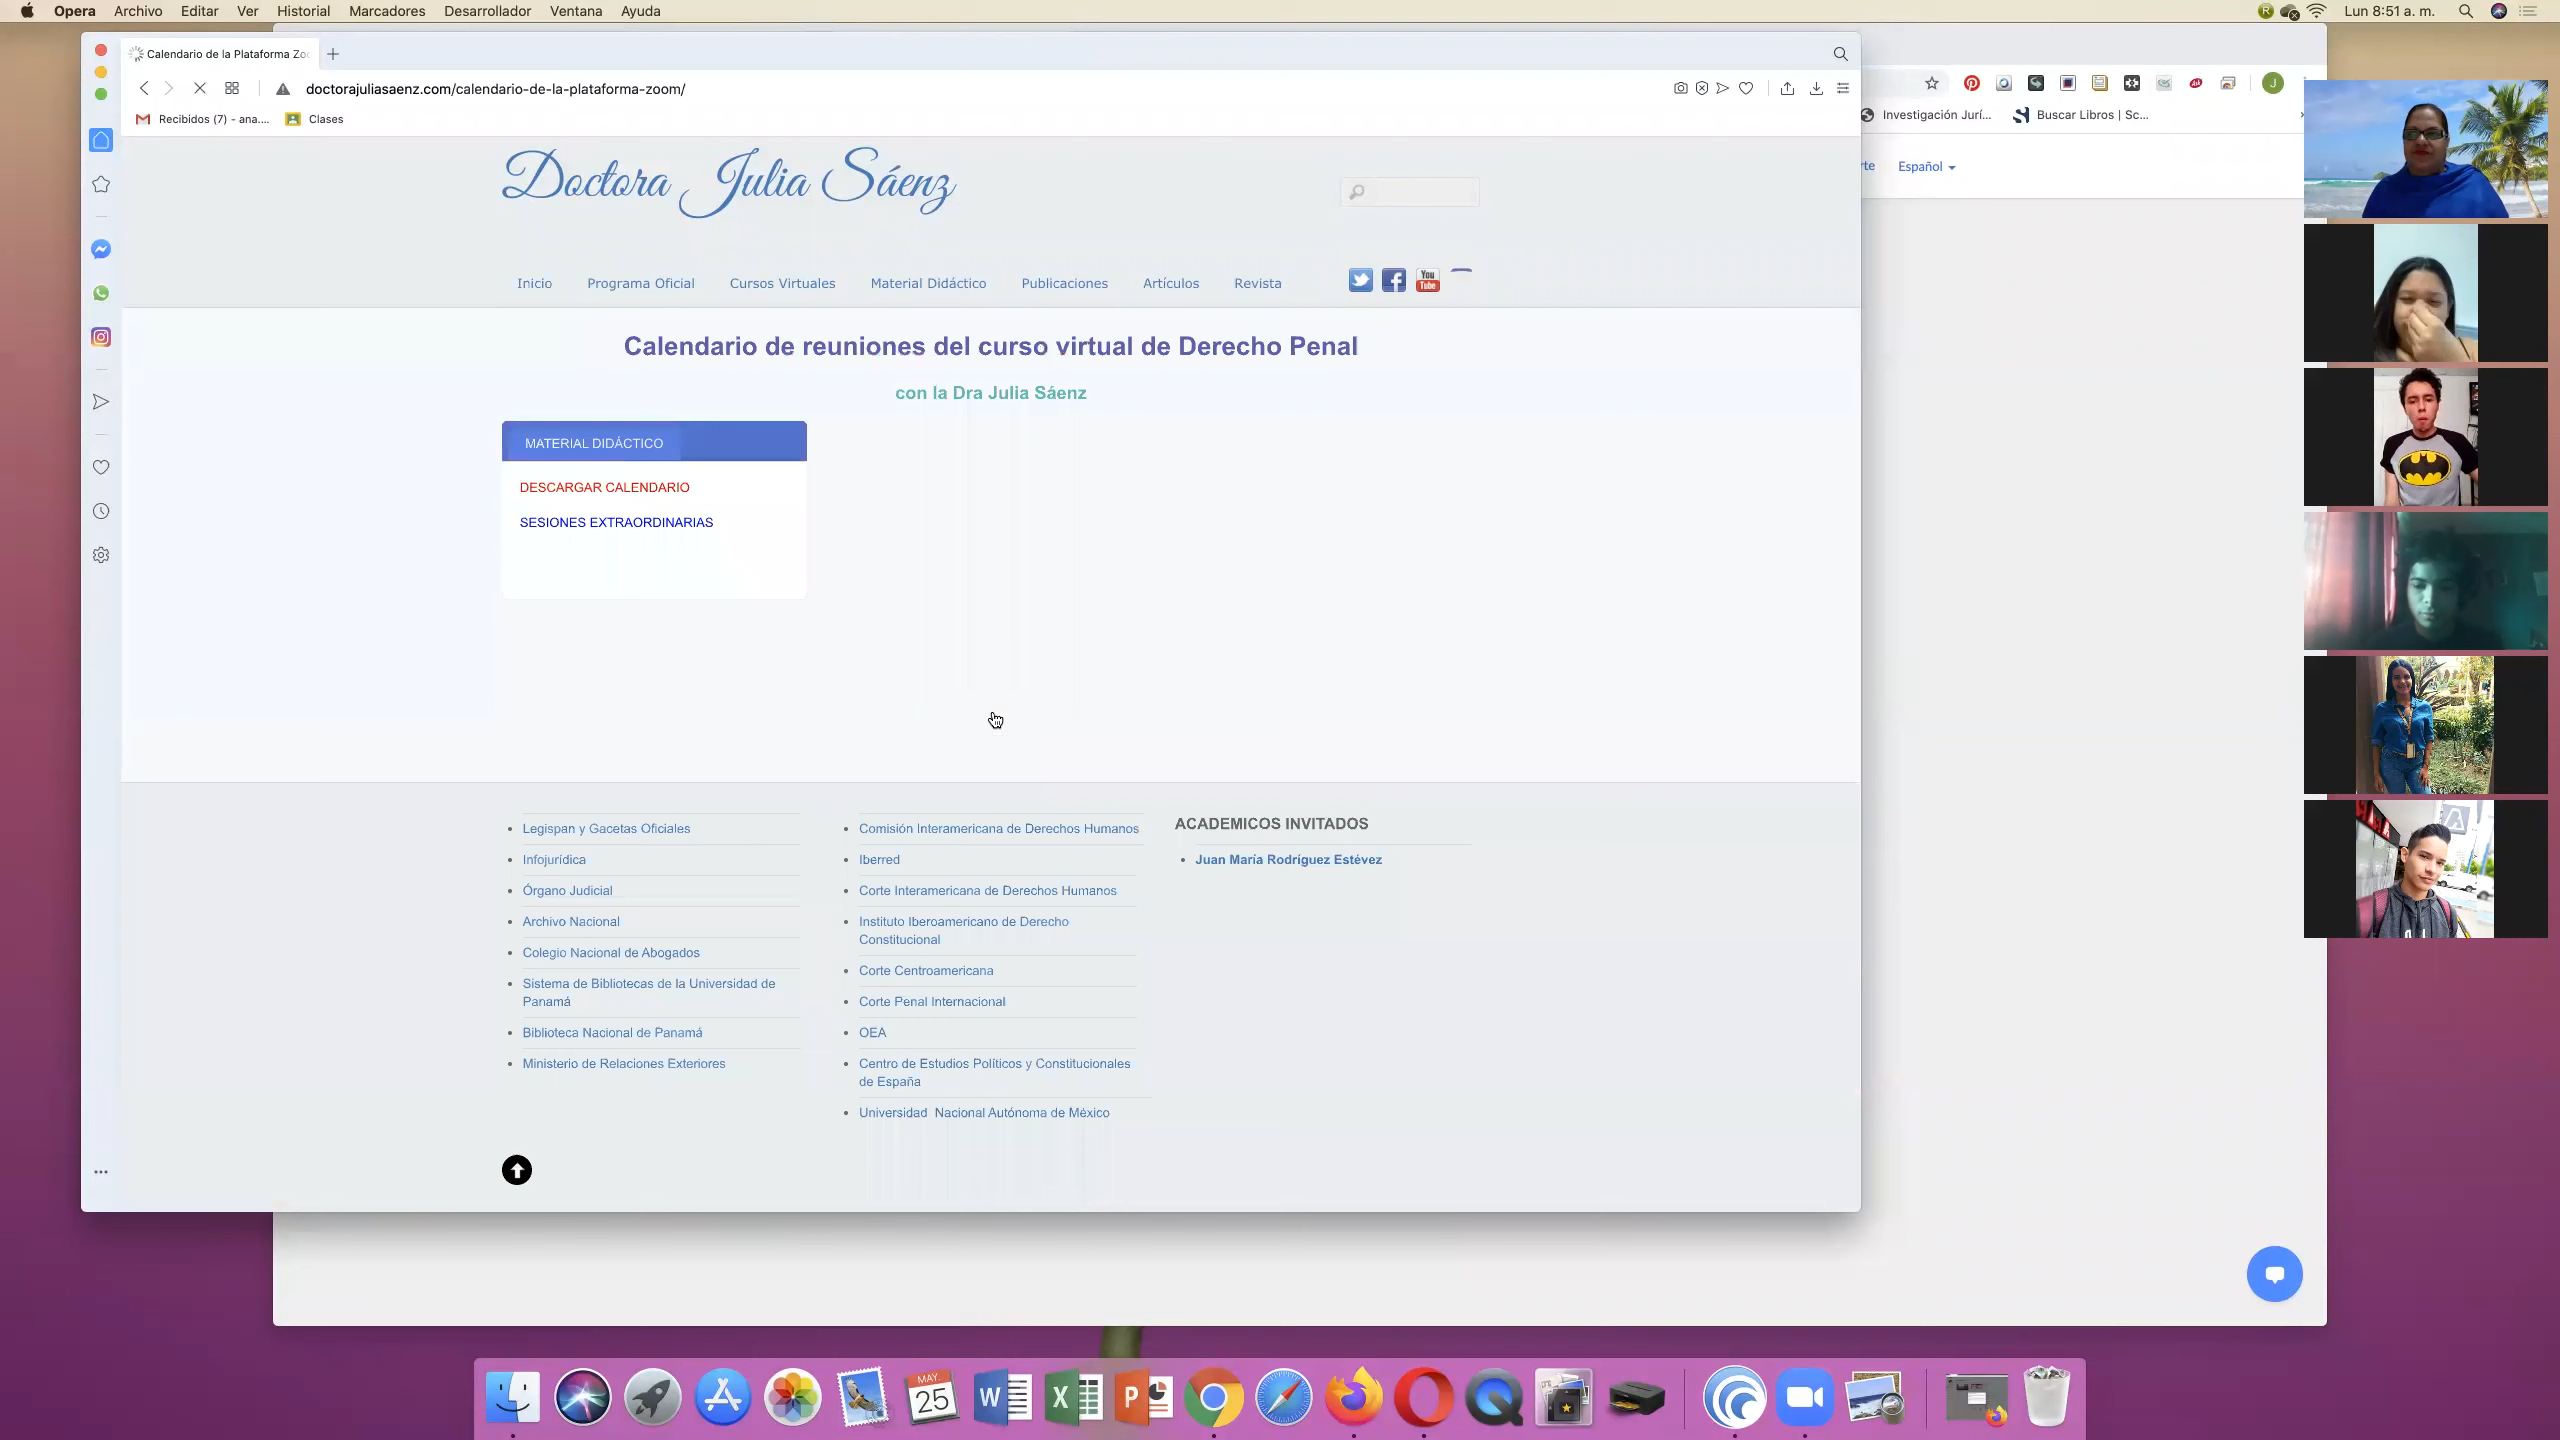 Opera Archivo Editar Ver Historial Marcadores Desarrollador Ventana Ayuda
Lun 8:51 a. m.
Calendario de la Plataforma Zo
doctorajuliasaenz.com/calendario-de-la-plataforma-zoom/
Recibidos (7) - ana.... Clases
Investigación Jurí... Buscar Libros | Sc...
Español
J
Doctora Julia Sáenz
Inicio Programa Oficial Cursos Virtuales Material Didáctico Publicaciones Artículos Revista
You Tube
Calendario de reuniones del curso virtual de Derecho Penal
con la Dra Julia Sáenz
MATERIAL DIDÁCTICO
DESCARGAR CALENDARIO
SESIONES EXTRAORDINARIAS
Legispan y Gacetas Oficiales
Infojurídica
Órgano Judicial
Archivo Nacional
Colegio Nacional de Abogados
Sistema de Bibliotecas de la Universidad de
Panamá
Biblioteca Nacional de Panamá
Ministerio de Relaciones Exteriores
Comisión Interamericana de Derechos Humanos
Iberred
Corte Interamericana de Derechos Humanos
Instituto Iberoamericano de Derecho
Constitucional
Corte Centroamericana
Corte Penal Internacional
OEA
Centro de Estudios Políticos y Constitucionales
de España
Universidad Nacional Autónoma de México
ACADEMICOS INVITADOS
Juan María Rodríguez Estévez
MAY.
25
W X P